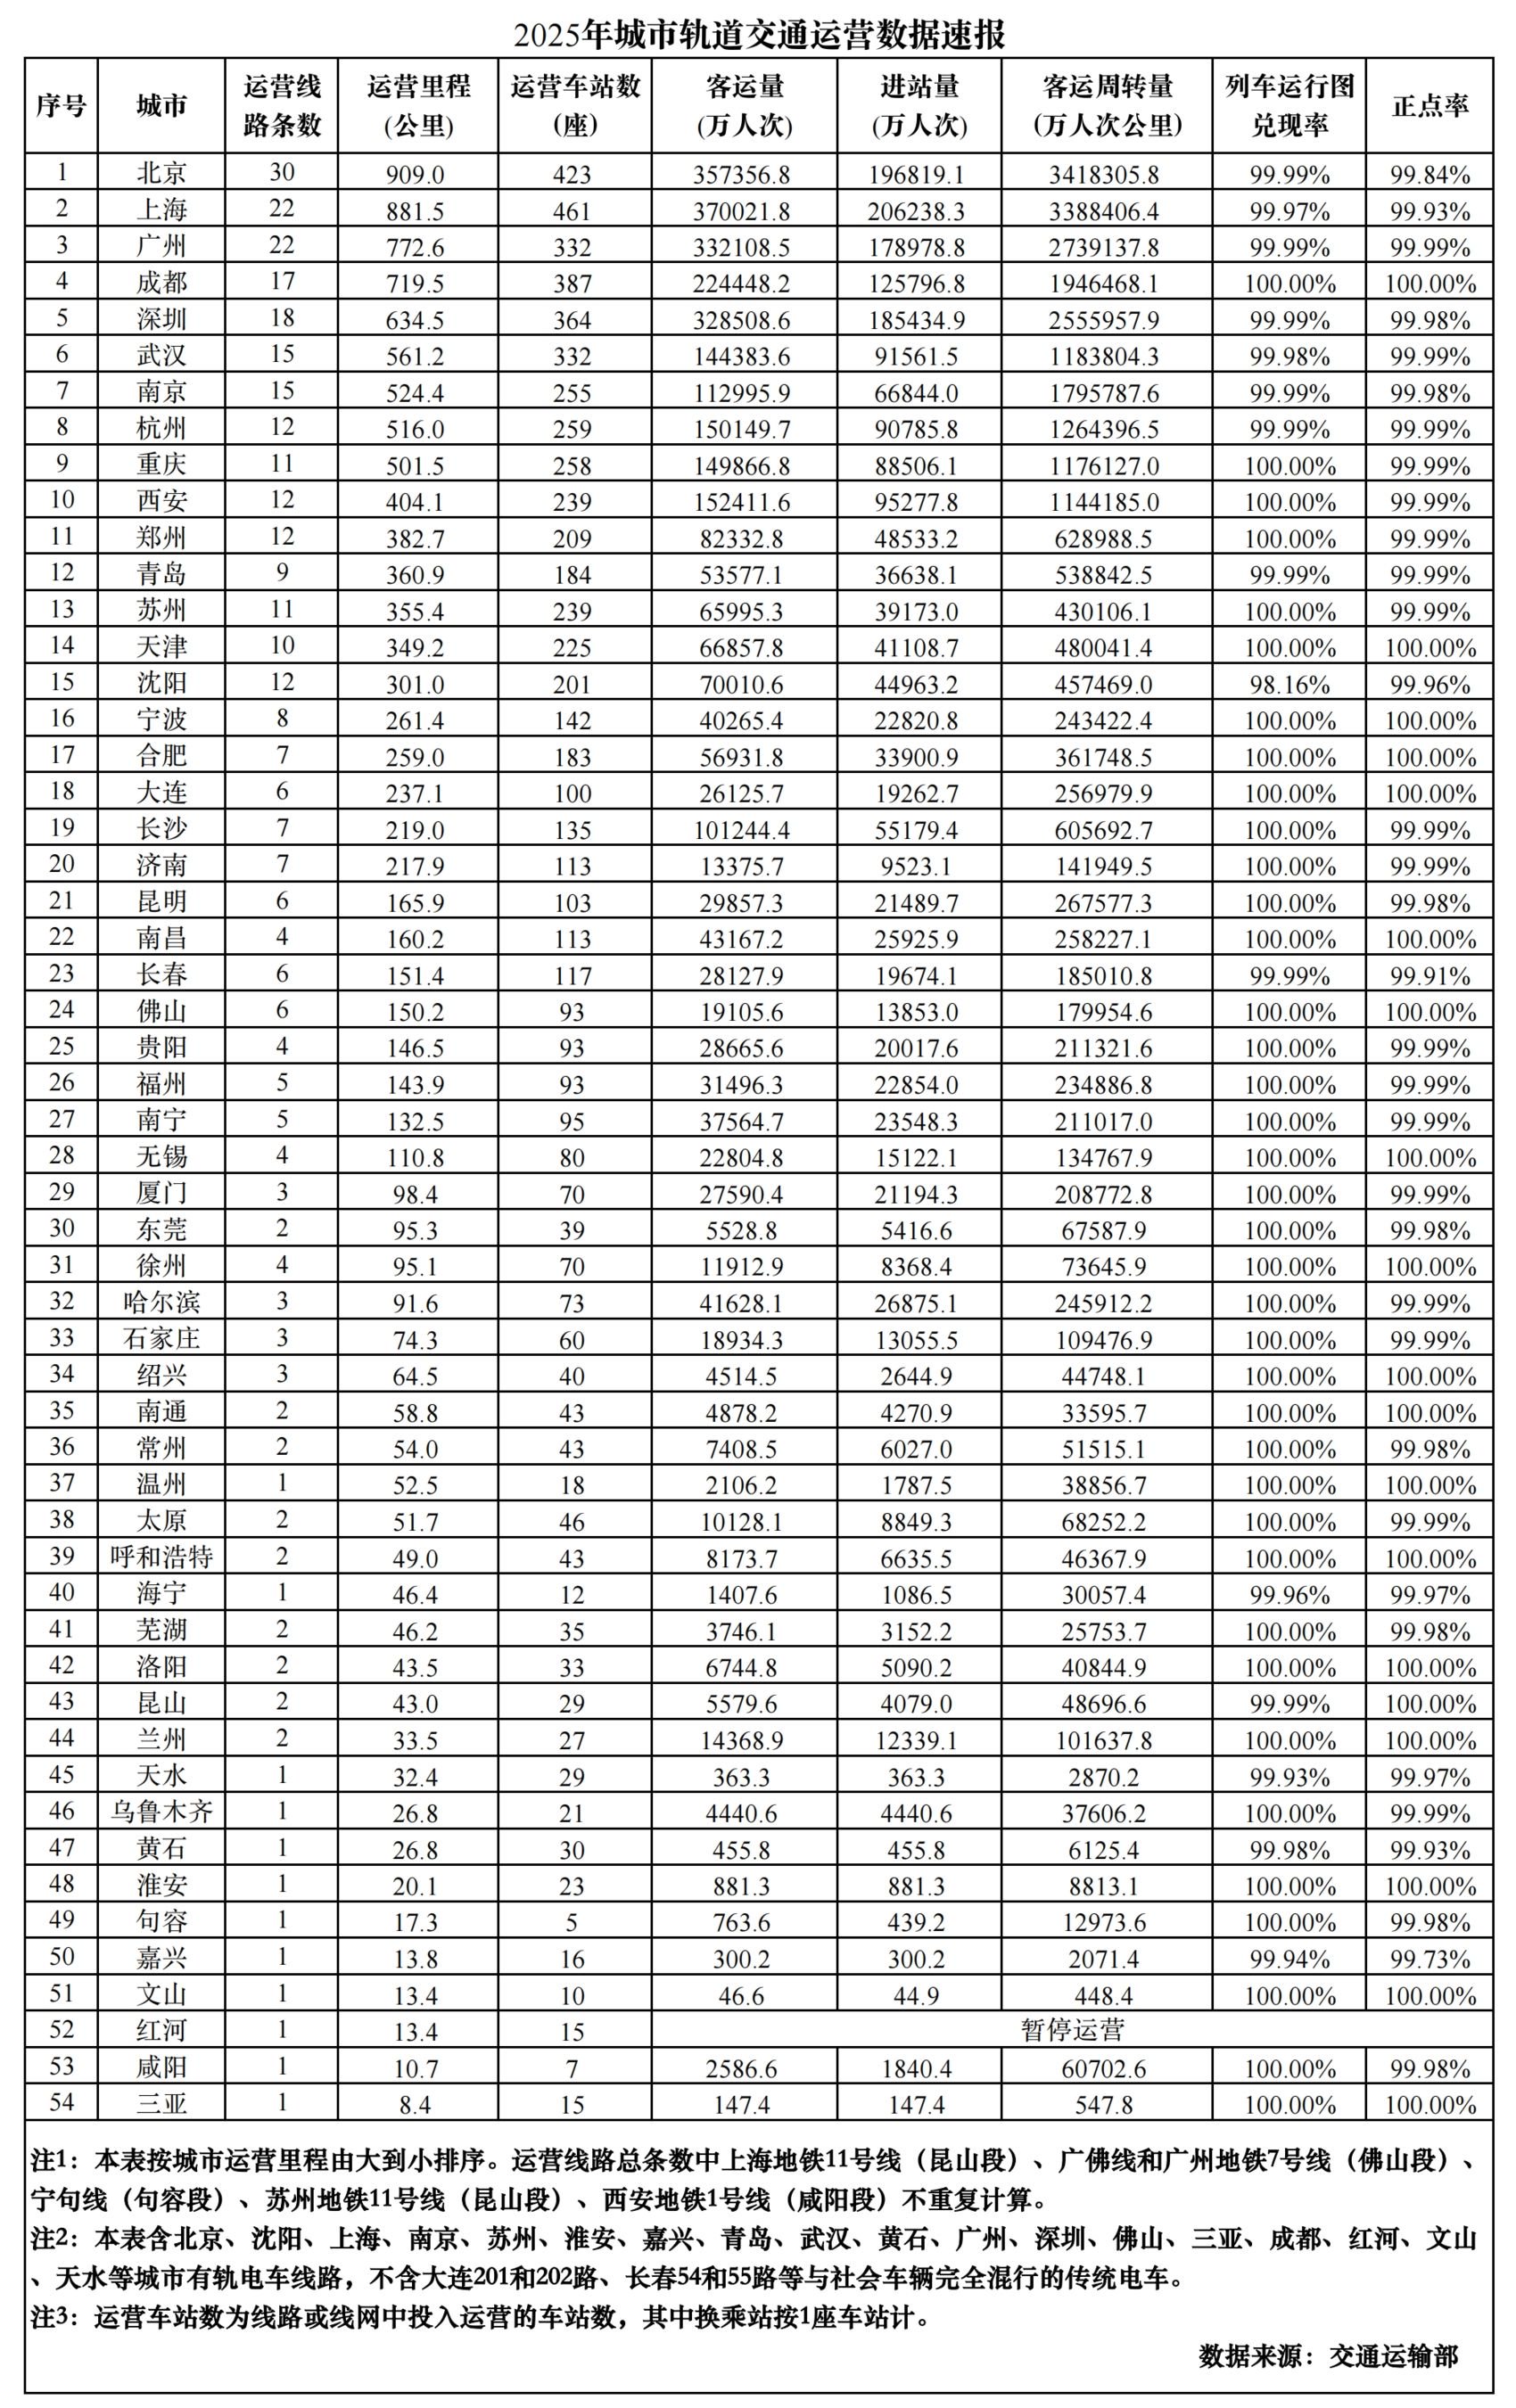 2025年城市轨道交通运营数据速报
序号 城市 运营线路条数 运营里程(公里) 运营车站数(座) 客运量(万人次) 进站量(万人次) 客运周转量(万人次公里) 列车运行图兑现率 正点率
1 北京 30 909.0 423 357356.8 196819.1 3418305.8 99.99% 99.84%
2 上海 22 881.5 461 370021.8 206238.3 3388406.4 99.97% 99.93%
3 广州 22 772.6 332 332108.5 178978.8 2739137.8 99.99% 99.99%
4 成都 17 719.5 387 224448.2 125796.8 1946468.1 100.00% 100.00%
5 深圳 18 634.5 364 328508.6 185434.9 2555957.9 99.99% 99.98%
6 武汉 15 561.2 332 144383.6 91561.5 1183804.3 99.98% 99.99%
7 南京 15 524.4 255 112995.9 66844.0 1795787.6 99.99% 99.98%
8 杭州 12 516.0 259 150149.7 90785.8 1264396.5 99.99% 99.99%
9 重庆 11 501.5 258 149866.8 88506.1 1176127.0 100.00% 99.99%
10 西安 12 404.1 239 152411.6 95277.8 1144185.0 100.00% 99.99%
11 郑州 12 382.7 209 82332.8 48533.2 628988.5 100.00% 99.99%
12 青岛 9 360.9 184 53577.1 36638.1 538842.5 99.99% 99.99%
13 苏州 11 355.4 239 65995.3 39173.0 430106.1 100.00% 99.99%
14 天津 10 349.2 225 66857.8 41108.7 480041.4 100.00% 100.00%
15 沈阳 12 301.0 201 70010.6 44963.2 457469.0 98.16% 99.96%
16 宁波 8 261.4 142 40265.4 22820.8 243422.4 100.00% 100.00%
17 合肥 7 259.0 183 56931.8 33900.9 361748.5 100.00% 100.00%
18 大连 6 237.1 100 26125.7 19262.7 256979.9 100.00% 100.00%
19 长沙 7 219.0 135 101244.4 55179.4 605692.7 100.00% 99.99%
20 济南 7 217.9 113 13375.7 9523.1 141949.5 100.00% 99.99%
21 昆明 6 165.9 103 29857.3 21489.7 267577.3 100.00% 99.98%
22 南昌 4 160.2 113 43167.2 25925.9 258227.1 100.00% 100.00%
23 长春 6 151.4 117 28127.9 19674.1 185010.8 99.99% 99.91%
24 佛山 6 150.2 93 19105.6 13853.0 179954.6 100.00% 100.00%
25 贵阳 4 146.5 93 28665.6 20017.6 211321.6 100.00% 99.99%
26 福州 5 143.9 93 31496.3 22854.0 234886.8 100.00% 99.99%
27 南宁 5 132.5 95 37564.7 23548.3 211017.0 100.00% 99.99%
28 无锡 4 110.8 80 22804.8 15122.1 134767.9 100.00% 100.00%
29 厦门 3 98.4 70 27590.4 21194.3 208772.8 100.00% 99.99%
30 东莞 2 95.3 39 5528.8 5416.6 67587.9 100.00% 99.98%
31 徐州 4 95.1 70 11912.9 8368.4 73645.9 100.00% 100.00%
32 哈尔滨 3 91.6 73 41628.1 26875.1 245912.2 100.00% 99.99%
33 石家庄 3 74.3 60 18934.3 13055.5 109476.9 100.00% 99.99%
34 绍兴 3 64.5 40 4514.5 2644.9 44748.1 100.00% 100.00%
35 南通 2 58.8 43 4878.2 4270.9 33595.7 100.00% 100.00%
36 常州 2 54.0 43 7408.5 6027.0 51515.1 100.00% 99.98%
37 温州 1 52.5 18 2106.2 1787.5 38856.7 100.00% 100.00%
38 太原 2 51.7 46 10128.1 8849.3 68252.2 100.00% 99.99%
39 呼和浩特 2 49.0 43 8173.7 6635.5 46367.9 100.00% 100.00%
40 海宁 1 46.4 12 1407.6 1086.5 30057.4 99.96% 99.97%
41 芜湖 2 46.2 35 3746.1 3152.2 25753.7 100.00% 99.98%
42 洛阳 2 43.5 33 6744.8 5090.2 40844.9 100.00% 100.00%
43 昆山 2 43.0 29 5579.6 4079.0 48696.6 99.99% 100.00%
44 兰州 2 33.5 27 14368.9 12339.1 101637.8 100.00% 100.00%
45 天水 1 32.4 29 363.3 363.3 2870.2 99.93% 99.97%
46 乌鲁木齐 1 26.8 21 4440.6 4440.6 37606.2 100.00% 99.99%
47 黄石 1 26.8 30 455.8 455.8 6125.4 99.98% 99.93%
48 淮安 1 20.1 23 881.3 881.3 8813.1 100.00% 100.00%
49 句容 1 17.3 5 763.6 439.2 12973.6 100.00% 99.98%
50 嘉兴 1 13.8 16 300.2 300.2 2071.4 99.94% 99.73%
51 文山 1 13.4 10 46.6 44.9 448.4 100.00% 100.00%
52 红河 1 13.4 15 暂停运营
53 咸阳 1 10.7 7 2586.6 1840.4 60702.6 100.00% 99.98%
54 三亚 1 8.4 15 147.4 147.4 547.8 100.00% 100.00%
注1：本表按城市运营里程由大到小排序。运营线路总条数中上海地铁11号线（昆山段）、广佛线和广州地铁7号线（佛山段）、
宁句线（句容段）、苏州地铁11号线（昆山段）、西安地铁1号线（咸阳段）不重复计算。
注2：本表含北京、沈阳、上海、南京、苏州、淮安、嘉兴、青岛、武汉、黄石、广州、深圳、佛山、三亚、成都、红河、文山
、天水等城市有轨电车线路，不含大连201和202路、长春54和55路等与社会车辆完全混行的传统电车。
注3：运营车站数为线路或线网中投入运营的车站数，其中换乘站按1座车站计。
数据来源：交通运输部